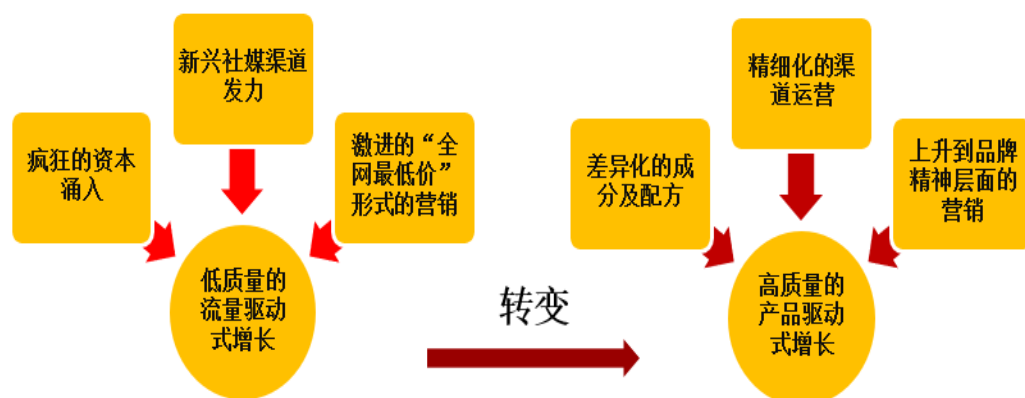 新兴社媒渠道
发力
疯狂的资本
涌入
激进的“全
网最低价”
形式的营销
低质量的
流量驱动
式增长
转变
精细化的渠
道运营
差异化的成
分及配方
上升到品牌
精神层面的
营销
高质量的
产品驱动
式增长